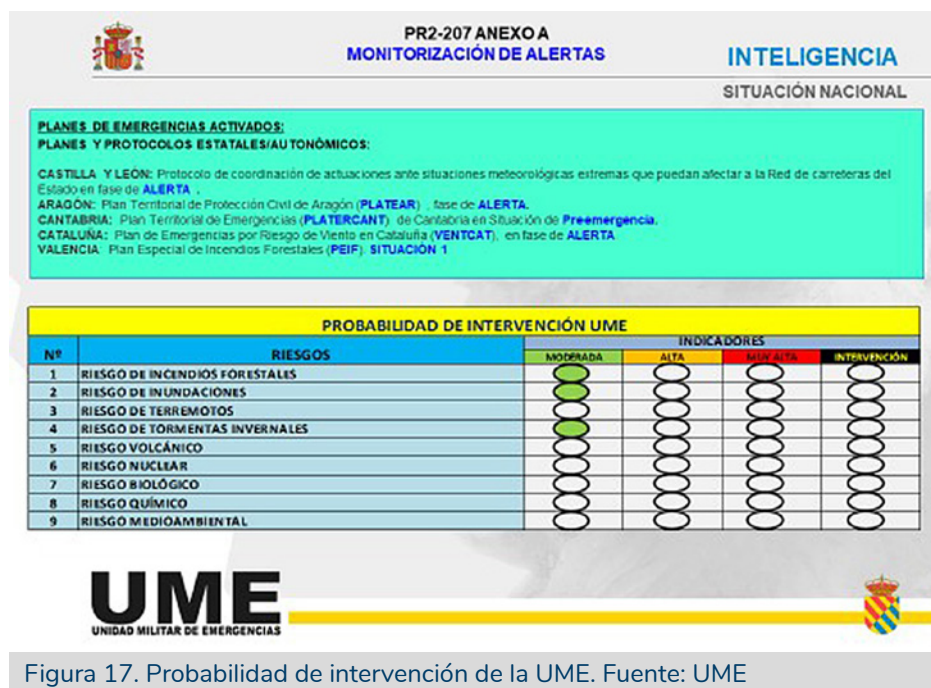 PR2-207 ANEXO A
MONITORIZACIÓN DE ALERTAS
INTELIGENCIA
SITUACIÓN NACIONAL
PLANES DE EMERGENCIAS ACTIVADOS:
PLANES Y PROTOCOLOS ESTATALES/AUTONÓMICOS:
CASTILLA Y LEÓN: Protocolo de coordinación de actuaciones ante situaciones meteorológicas extremas que puedan afectar a la Red de carreteras del
Estado en fase de ALERTA .
ARAGÓN: Plan Territorial de Protección Civil de Aragón (PLATEAR) , fase de ALERTA.
CANTABRIA: Plan Territorial de Emergencias (PLATERCANT) de Cantabria en Situación de Preemergencia.
CATALUÑA: Plan de Emergencias por Riesgo de Viento en Cataluña (VENTCAT), en fase de ALERTA
VALENCIA: Plan Especial de Incendios Forestales (PEIF) SITUACIÓN 1
PROBABILIDAD DE INTERVENCIÓN UME
Nº RIESGOS INDICADORES
MODERADA ALTA MUY ALTA INTERVENCIÓN
1 RIESGO DE INCENDIOS FORESTALES
2 RIESGO DE INUNDACIONES
3 RIESGO DE TERREMOTOS
4 RIESGO DE TORMENTAS INVERNALES
5 RIESGO VOLCÁNICO
6 RIESGO NUCLEAR
7 RIESGO BIOLÓGICO
8 RIESGO QUÍMICO
9 RIESGO MEDIOAMBIENTAL
UME
UNIDAD MILITAR DE EMERGENCIAS
Figura 17. Probabilidad de intervención de la UME. Fuente: UME